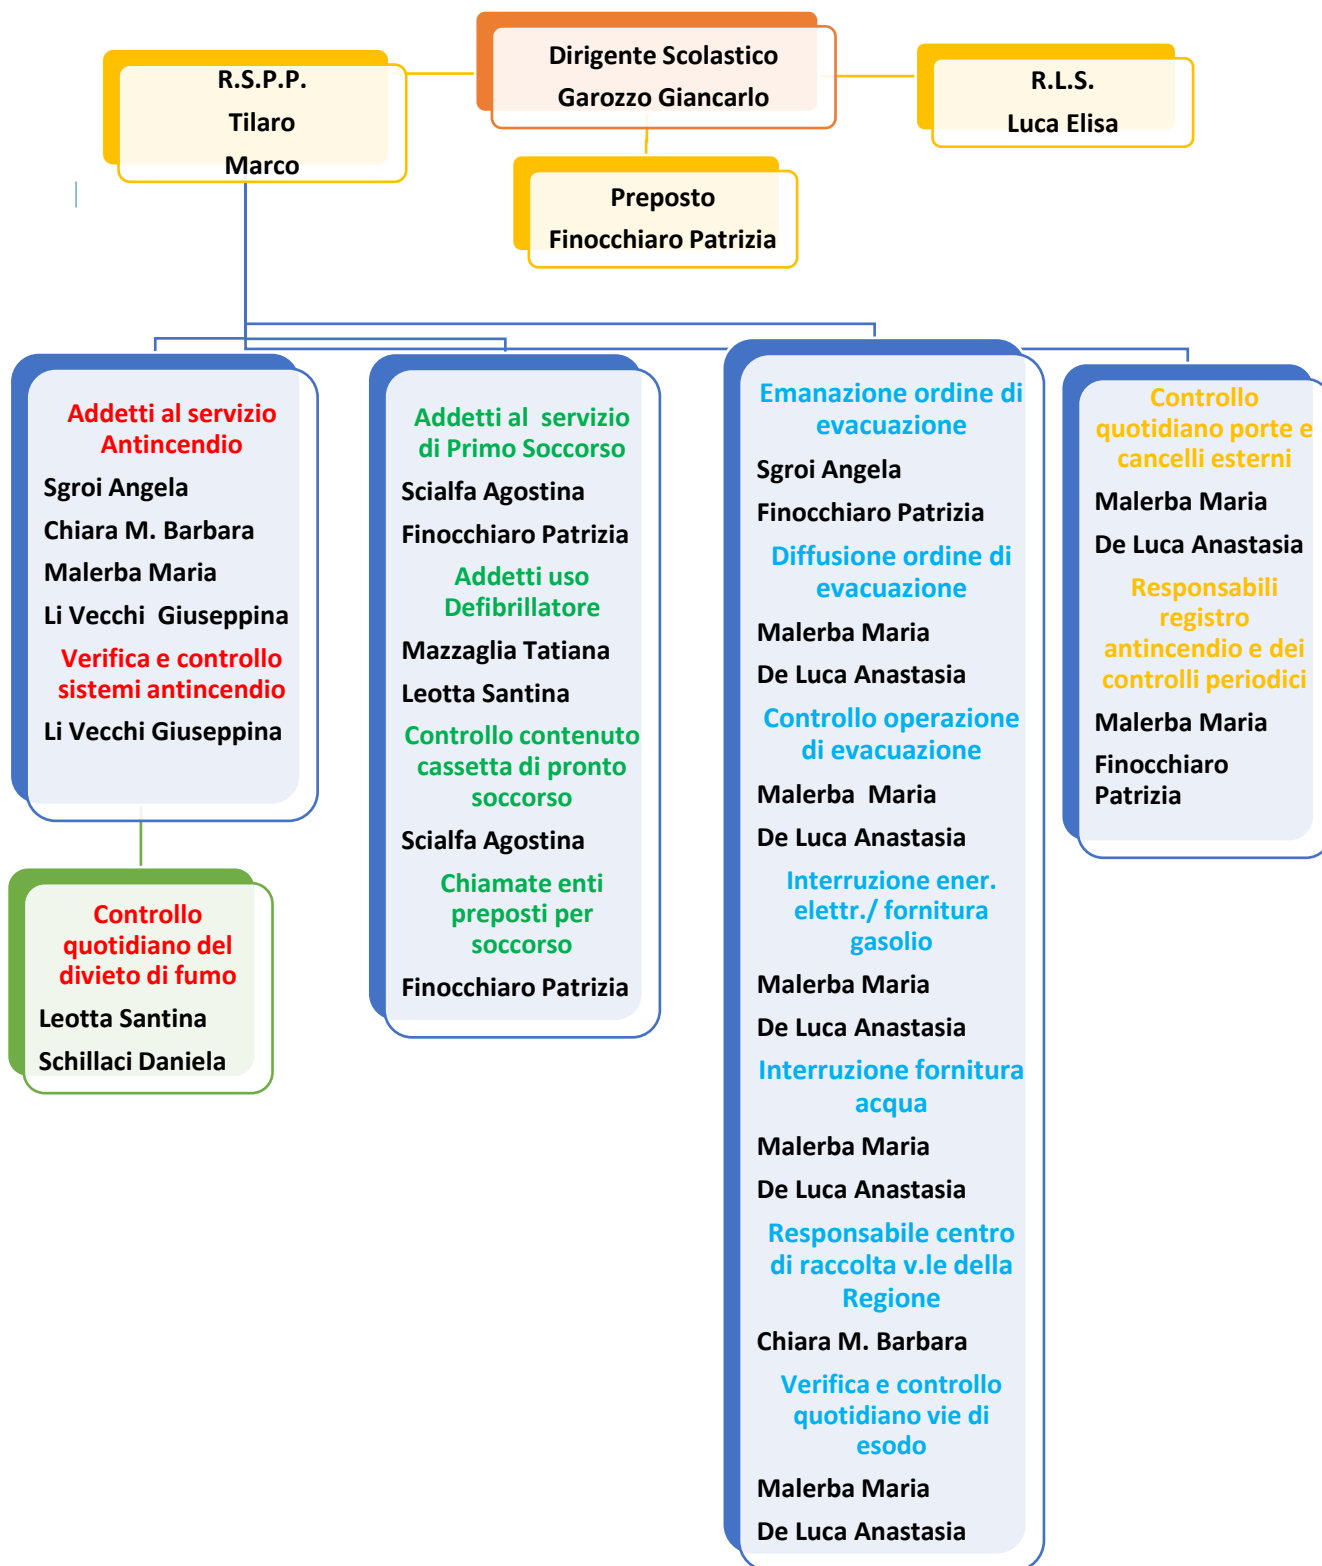 Dirigente Scolastico
Garozzo Giancarlo
R.S.P.P.
Tilaro
Marco
R.L.S.
Luca Elisa
Preposto
Finocchiaro Patrizia
Addetti al servizio
Antincendio
Sgroi Angela
Chiara M. Barbara
Malerba Maria
Li Vecchi  Giuseppina
Verifica e controllo
sistemi antincendio
Li Vecchi Giuseppina
Controllo
quotidiano del
divieto di fumo
Leotta Santina
Schillaci Daniela
Addetti al  servizio
di Primo Soccorso
Scialfa Agostina
Finocchiaro Patrizia
Addetti uso
Defibrillatore
Mazzaglia Tatiana
Leotta Santina
Controllo contenuto
cassetta di pronto
soccorso
Scialfa Agostina
Chiamate enti
preposti per
soccorso
Finocchiaro Patrizia
Emanazione ordine di
evacuazione
Sgroi Angela
Finocchiaro Patrizia
Diffusione ordine di
evacuazione
Malerba Maria
De Luca Anastasia
Controllo operazione
di evacuazione
Malerba  Maria
De Luca Anastasia
Interruzione ener.
elettr./ fornitura
gasolio
Malerba Maria
De Luca Anastasia
Interruzione fornitura
acqua
Malerba Maria
De Luca Anastasia
Responsabile centro
di raccolta v.le della
Regione
Chiara M. Barbara
Verifica e controllo
quotidiano vie di
esodo
Malerba Maria
De Luca Anastasia
Controllo
quotidiano porte e
cancelli esterni
Malerba Maria
De Luca Anastasia
Responsabili
registro
antincendio e dei
controlli periodici
Malerba Maria
Finocchiaro
Patrizia